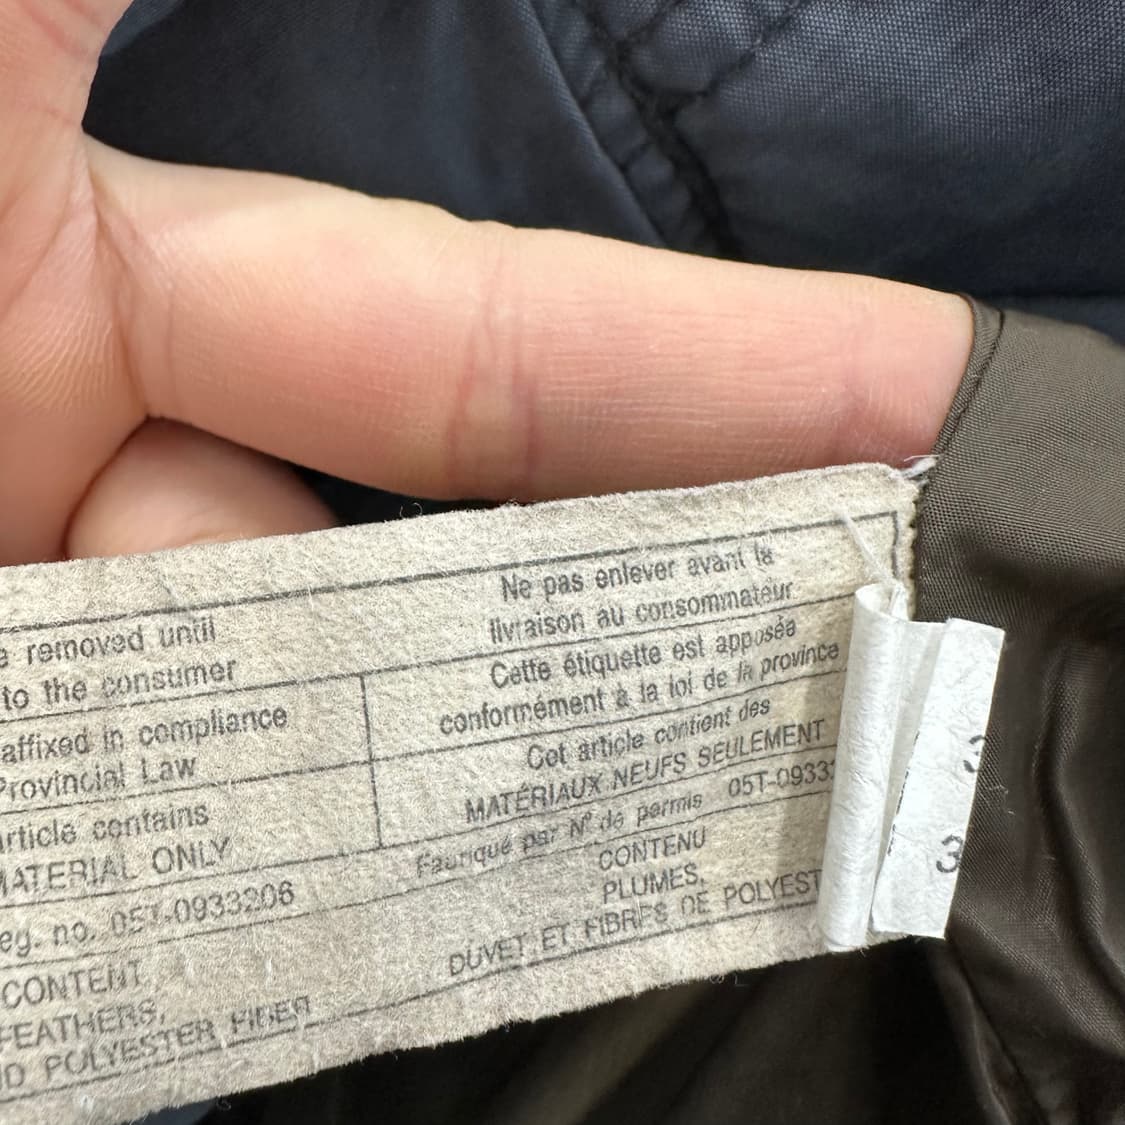 removed until
to the consumer
affixed in compliance
Provincial Law
article contains
MATERIAL ONLY
no. 05T-0933206
CONTENT
FEATHERS,
POLYESTER FIBER
Ne pas enlever avant la
livraison au consommateur
Cette étiquette est apposée
conformément à la loi de la province
Cet article contient des
MATÉRIAUX NEUFS SEULEMENT
Fabriqué par Nº de permis 05T-0933
CONTENU
PLUMES,
DUVET ET FIBRES DE POLYEST
3
3